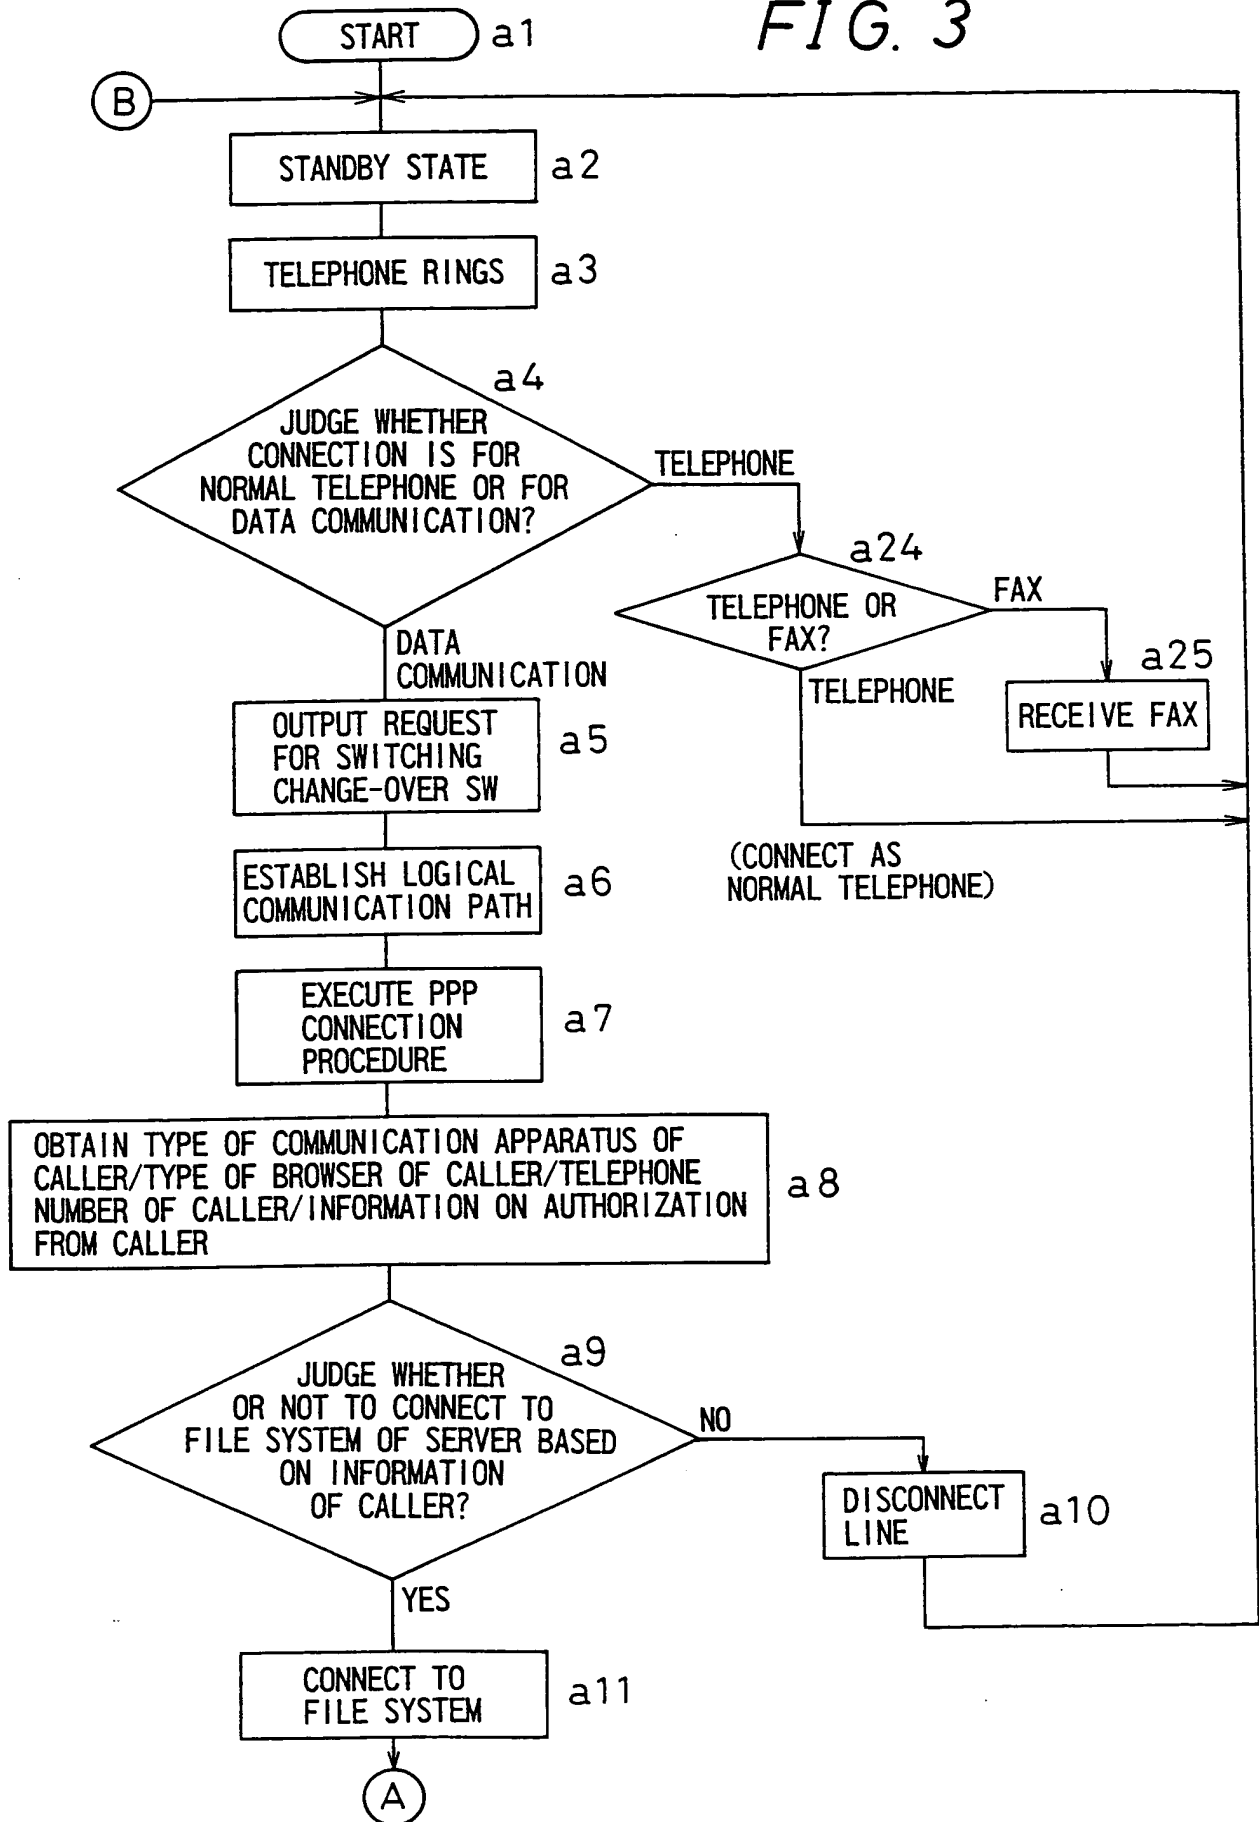 FIG. 3
START
a1
B
STANDBY STATE
a2
TELEPHONE RINGS
a3
a4
JUDGE WHETHER
CONNECTION IS FOR
NORMAL TELEPHONE OR FOR
DATA COMMUNICATION?
TELEPHONE
a24
TELEPHONE OR
FAX?
FAX
a25
RECEIVE FAX
TELEPHONE
(CONNECT AS
NORMAL TELEPHONE)
DATA
COMMUNICATION
OUTPUT REQUEST
FOR SWITCHING
CHANGE-OVER SW
a5
ESTABLISH LOGICAL
COMMUNICATION PATH
a6
EXECUTE PPP
CONNECTION
PROCEDURE
a7
OBTAIN TYPE OF COMMUNICATION APPARATUS OF
CALLER/TYPE OF BROWSER OF CALLER/TELEPHONE
NUMBER OF CALLER/INFORMATION ON AUTHORIZATION
FROM CALLER
a8
a9
JUDGE WHETHER
OR NOT TO CONNECT TO
FILE SYSTEM OF SERVER BASED
ON INFORMATION
OF CALLER?
NO
DISCONNECT
LINE
a10
YES
CONNECT TO
FILE SYSTEM
a11
A